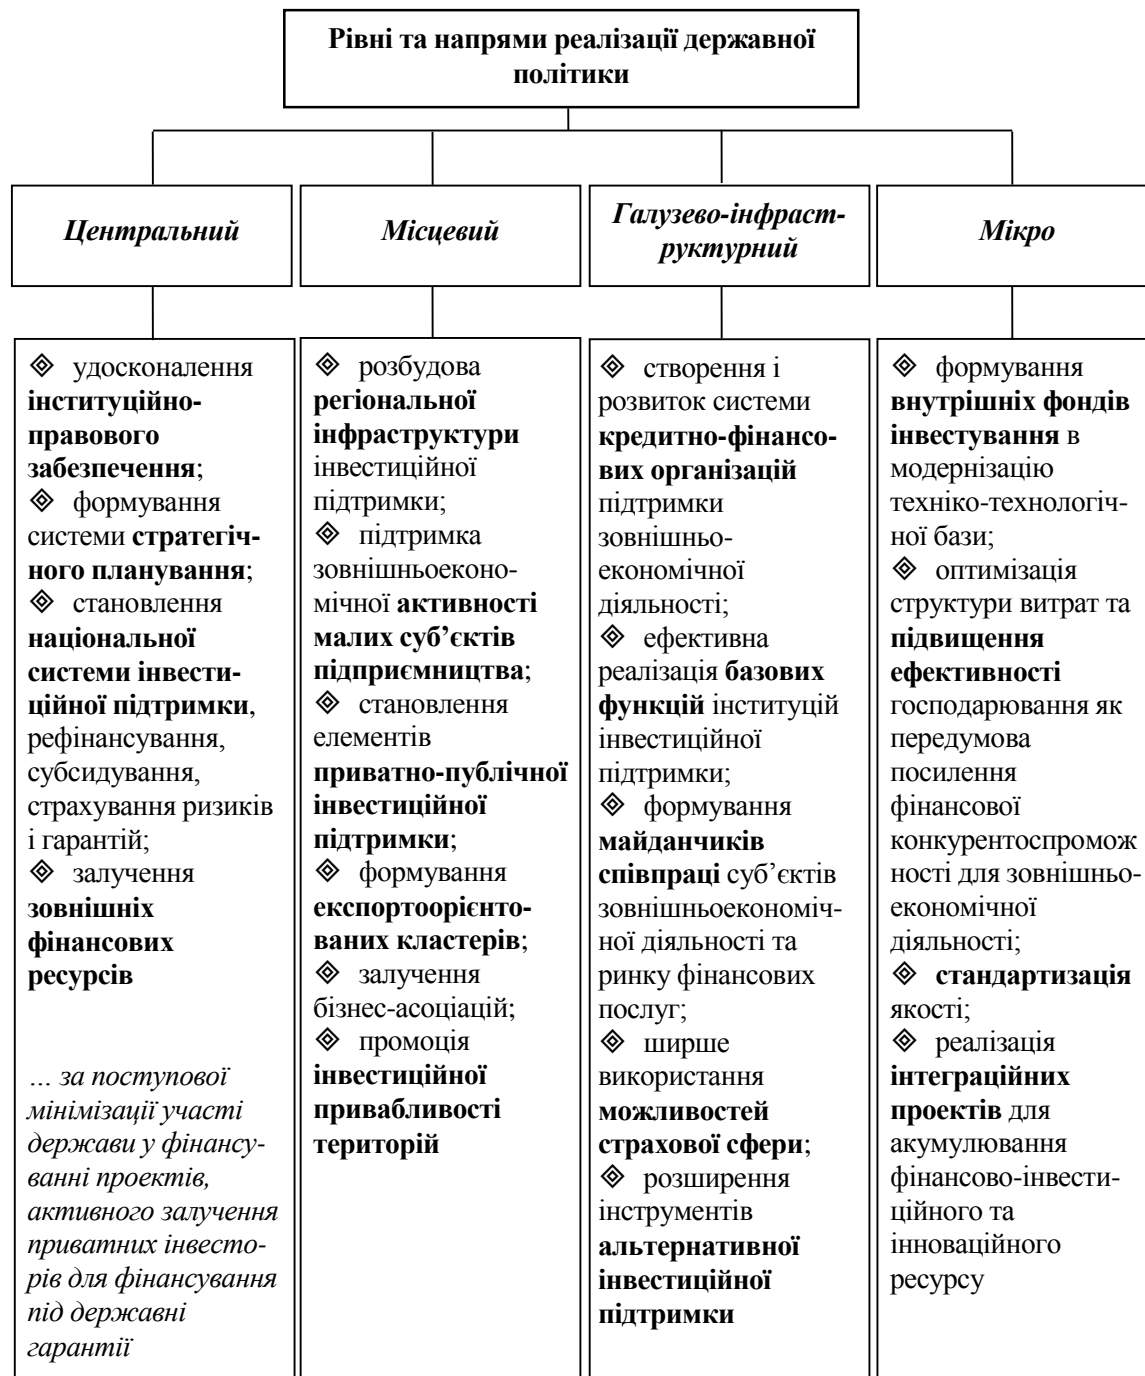 Рівні та напрями реалізації державної
політики
Центральний
Місцевий
Галузево-інфраст-
руктурний
Мікро
удосконалення
інституційно-
правового
забезпечення;
формування
системи стратегіч-
ного планування;
становлення
національної
системи інвести-
ційної підтримки,
рефінансування,
субсидування,
страхування ризиків
і гарантій;
залучення
зовнішніх
фінансових
ресурсів
... за поступової
мінімізації участі
держави у фінансу-
ванні проектів,
активного залучення
приватних інвесто-
рів для фінансування
під державні
гарантії
розбудова
регіональної
інфраструктури
інвестиційної
підтримки;
підтримка
зовнішньоеконо-
мічної активності
малих суб’єктів
підприємництва;
становлення
елементів
приватно-публічної
інвестиційної
підтримки;
формування
експортоорієнто-
ваних кластерів;
залучення
бізнес-асоціацій;
промоція
інвестиційної
привабливості
територій
створення і
розвиток системи
кредитно-фінансо-
вих організацій
підтримки
зовнішньо-
економічної
діяльності;
ефективна
реалізація базових
функцій інституцій
інвестиційної
підтримки;
формування
майданчиків
співпраці суб’єктів
зовнішньоекономіч-
ної діяльності та
ринку фінансових
послуг;
ширше
використання
можливостей
страхової сфери;
розширення
інструментів
альтернативної
інвестиційної
підтримки
формування
внутрішніх фондів
інвестування в
модернізацію
техніко-технологіч-
ної бази;
оптимізація
структури витрат та
підвищення
ефективності
господарювання як
передумова
посилення
фінансової
конкурентоспромож
ності для зовнішньо-
економічної
діяльності;
стандартизація
якості;
реалізація
інтеграційних
проектів для
акумулювання
фінансово-інвести-
ційного та
інноваційного
ресурсу